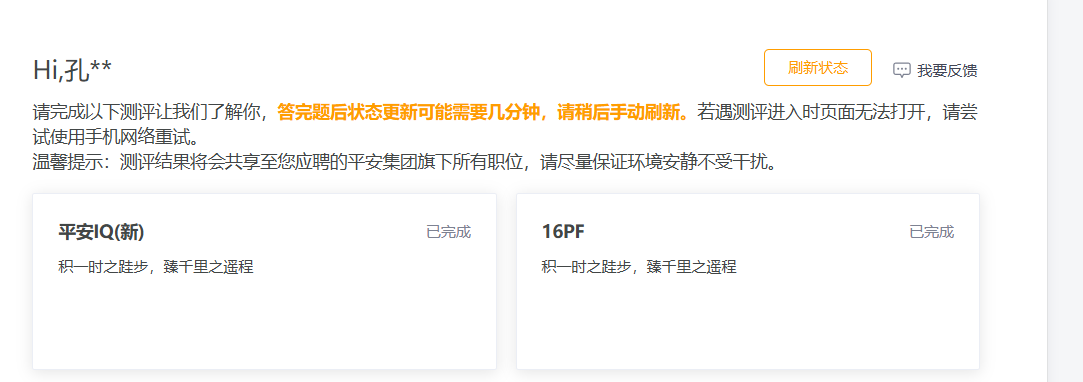 Hi,孔**
刷新状态
我要反馈
请完成以下测评让我们了解你，答完题后状态更新可能需要几分钟，请稍后手动刷新。若遇测评进入时页面无法打开，请尝
试使用手机网络重试。
温馨提示：测评结果将会共享至您应聘的平安集团旗下所有职位，请尽量保证环境安静不受干扰。
平安IQ(新)
已完成
积一时之跬步，臻千里之遥程
16PF
已完成
积一时之跬步，臻千里之遥程